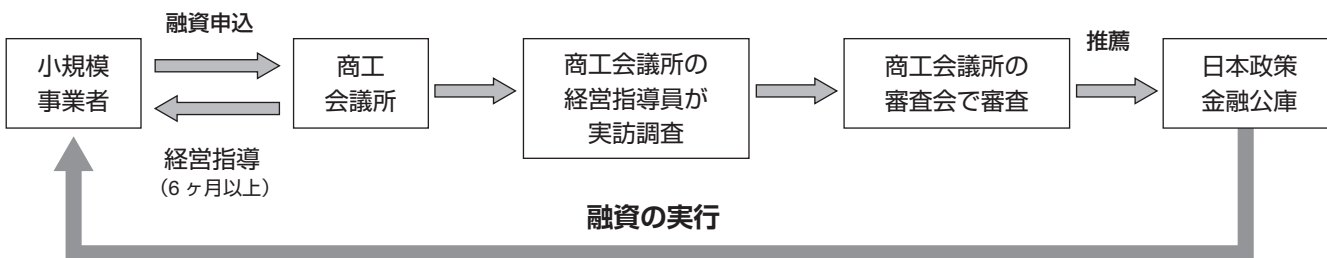 融資申込
小規模
事業者
商工
会議所
経営指導
（6 ヶ月以上）
商工会議所の
経営指導員が
実訪調査
商工会議所の
審査会で審査
推薦
日本政策
金融公庫
融資の実行